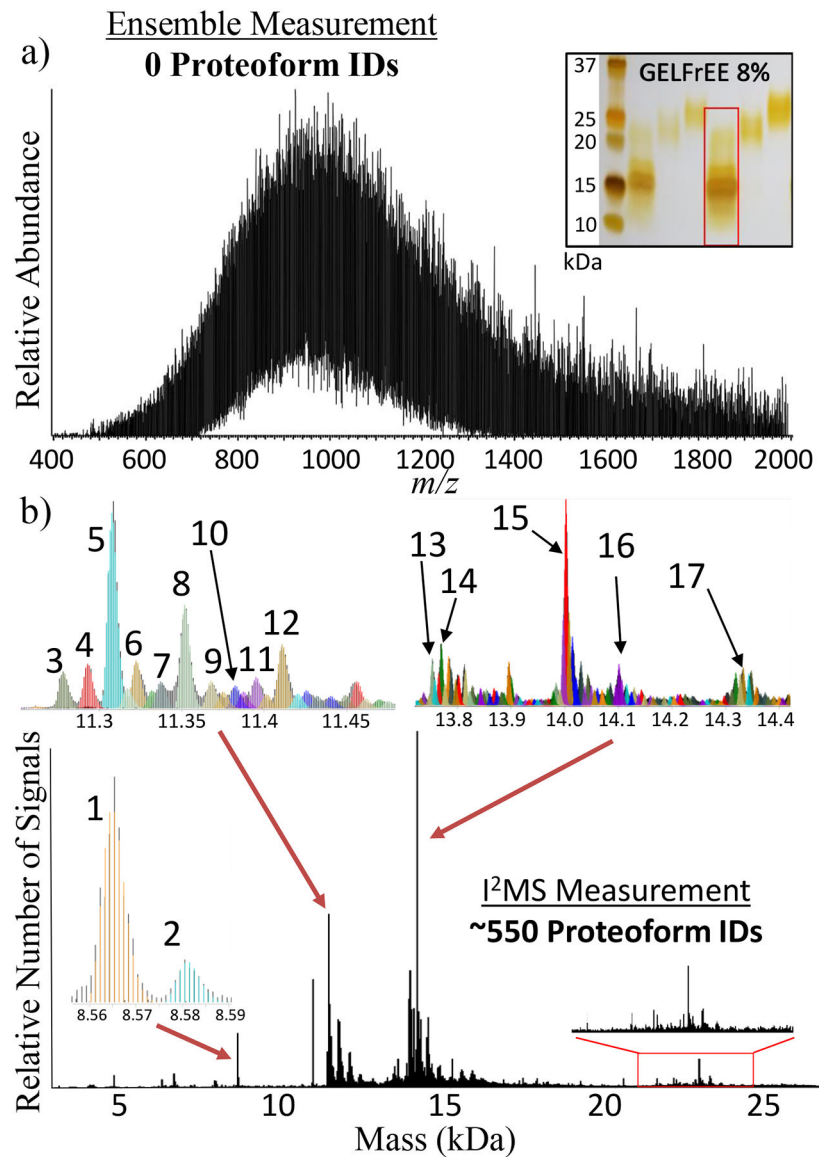 Ensemble Measurement
a)
0 Proteoform IDs
GELFrEE 8%
37
25
20
15
10
kDa
Relative Abundance
400 600 800 1000 1200 1400 1600 1800 2000
m/z
b)
5
10
8
12
3 4 6 7 9 11
11.3 11.35 11.4 11.45
15
13
14
16
17
13.8 13.9 14.0 14.1 14.2 14.3 14.4
Relative Number of Signals
1
2
8.56 8.57 8.58 8.59
I²MS Measurement
~550 Proteoform IDs
5 10 15 20 25
Mass (kDa)